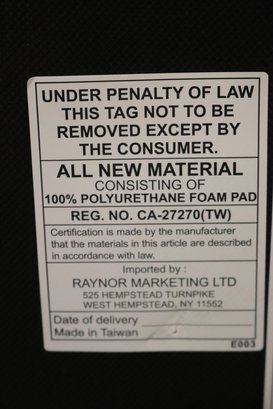 UNDER PENALTY OF LAW
THIS TAG NOT TO BE
REMOVED EXCEPT BY
THE CONSUMER.
ALL NEW MATERIAL
CONSISTING OF
100% POLYURETHANE FOAM PAD
REG. NO. CA-27270(TW)
Certification is made by the manufacturer
that the materials in this article are described
in accordance with law.
Imported by :
RAYNOR MARKETING LTD
525 HEMPSTEAD TURNPIKE
WEST HEMPSTEAD, NY 11552
Date of delivery
Made in Taiwan
E003